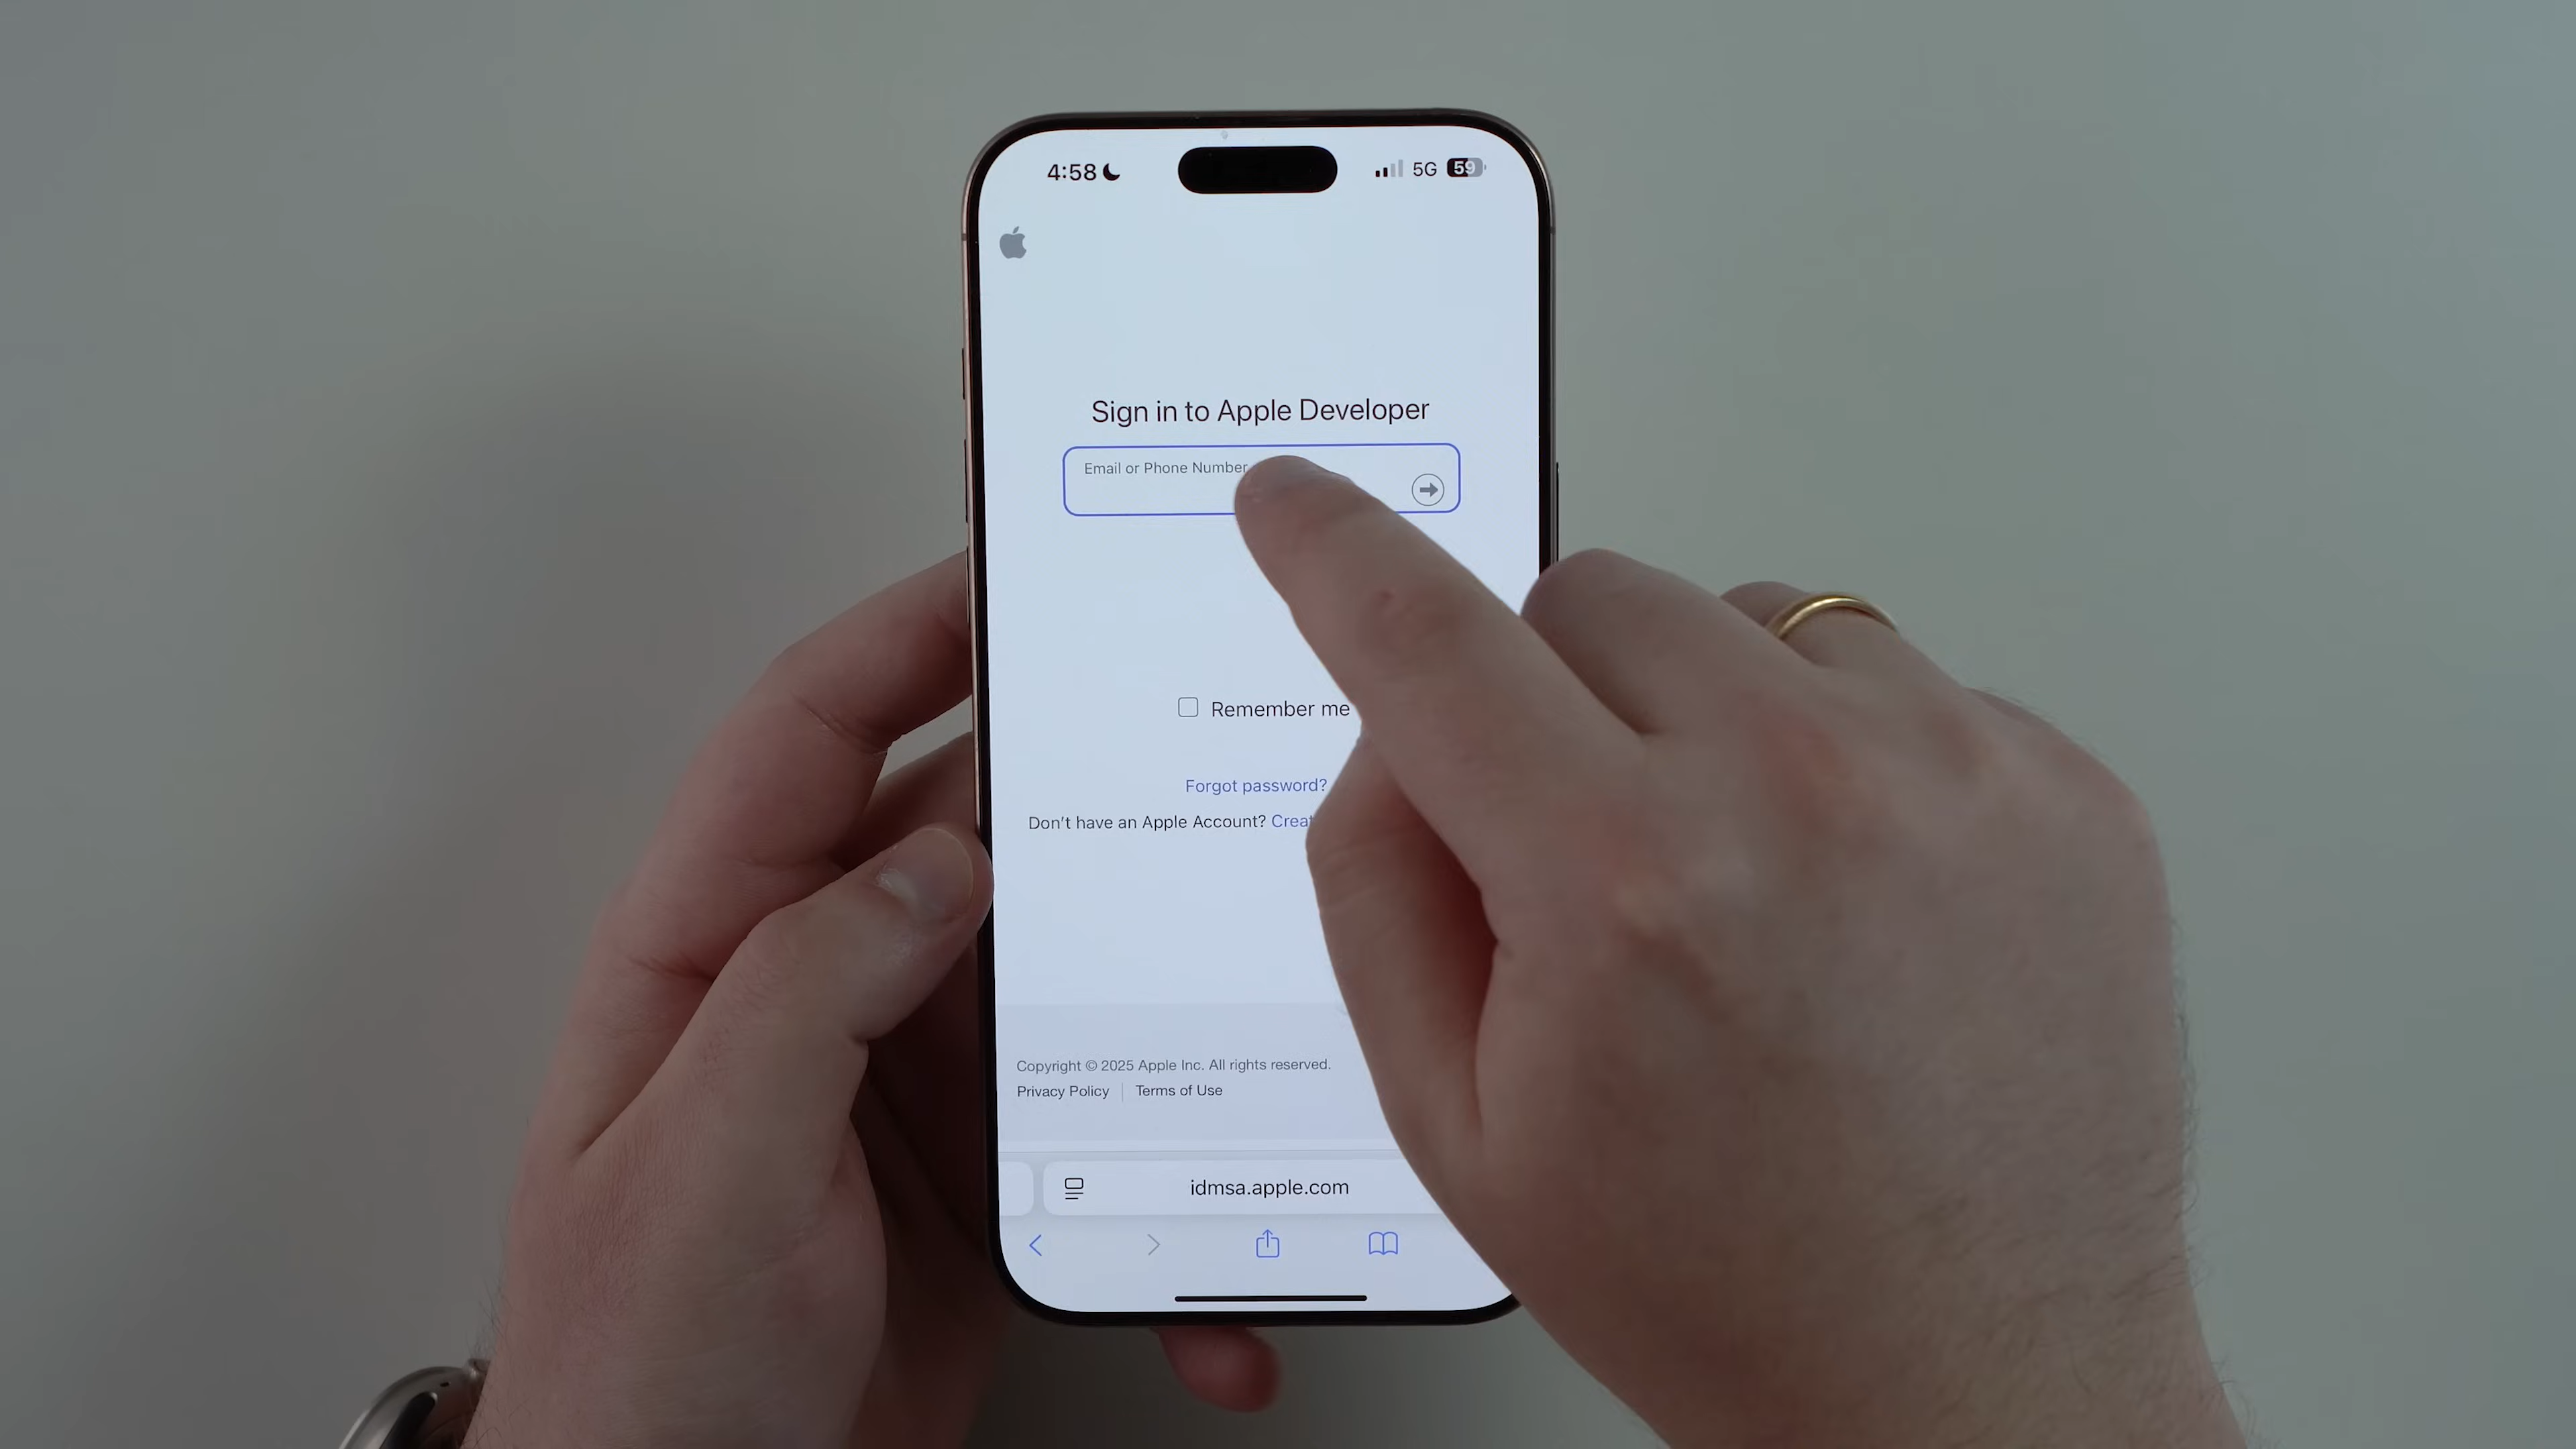 4:58
5G 59
Sign in to Apple Developer
Email or Phone Number
Remember me
Forgot password?
Don't have an Apple Account?
Copyright © 2025 Apple Inc. All rights reserved.
Privacy Policy
Terms of Use
idmsa.apple.com